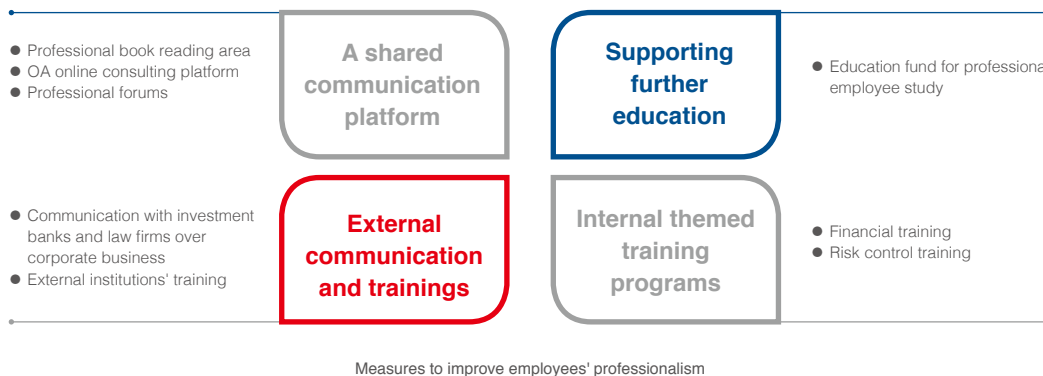 ● Professional book reading area
● OA online consulting platform
● Professional forums
A shared
communication
platform
Supporting
further
education
● Education fund for professiona
employee study
● Communication with investment
banks and law firms over
corporate business
● External institutions' training
External
communication
and trainings
Internal themed
training
programs
● Financial training
● Risk control training
Measures to improve employees' professionalism